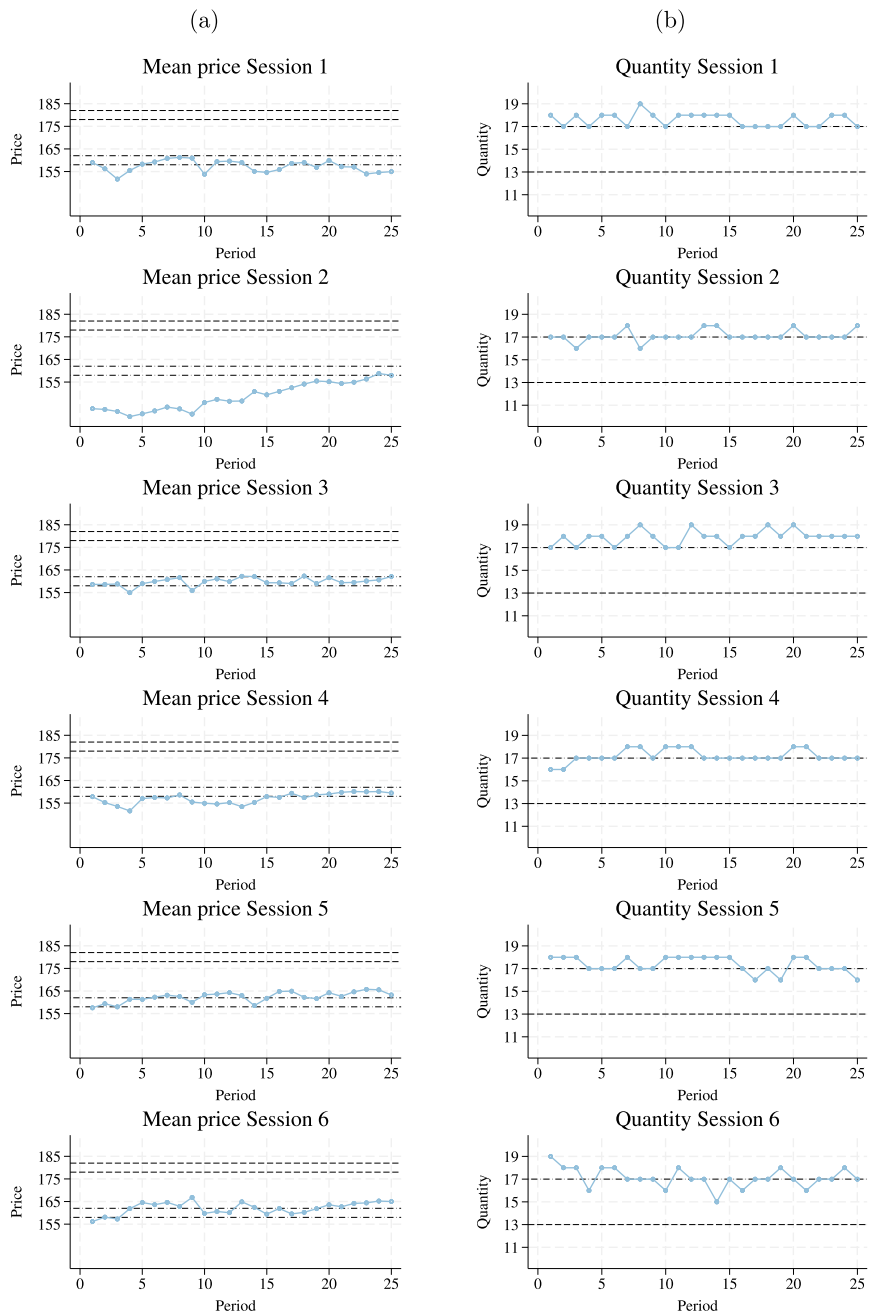 (a) (b)
Mean price Session 1
185
175
165
155
Price
0 5 10 15 20 25
Period
Quantity Session 1
19
17
15
13
11
Quantity
0 5 10 15 20 25
Period
Mean price Session 2
185
175
165
155
Price
0 5 10 15 20 25
Period
Quantity Session 2
19
17
15
13
11
Quantity
0 5 10 15 20 25
Period
Mean price Session 3
185
175
165
155
Price
0 5 10 15 20 25
Period
Quantity Session 3
19
17
15
13
11
Quantity
0 5 10 15 20 25
Period
Mean price Session 4
185
175
165
155
Price
0 5 10 15 20 25
Period
Quantity Session 4
19
17
15
13
11
Quantity
0 5 10 15 20 25
Period
Mean price Session 5
185
175
165
155
Price
0 5 10 15 20 25
Period
Quantity Session 5
19
17
15
13
11
Quantity
0 5 10 15 20 25
Period
Mean price Session 6
185
175
165
155
Price
0 5 10 15 20 25
Period
Quantity Session 6
19
17
15
13
11
Quantity
0 5 10 15 20 25
Period